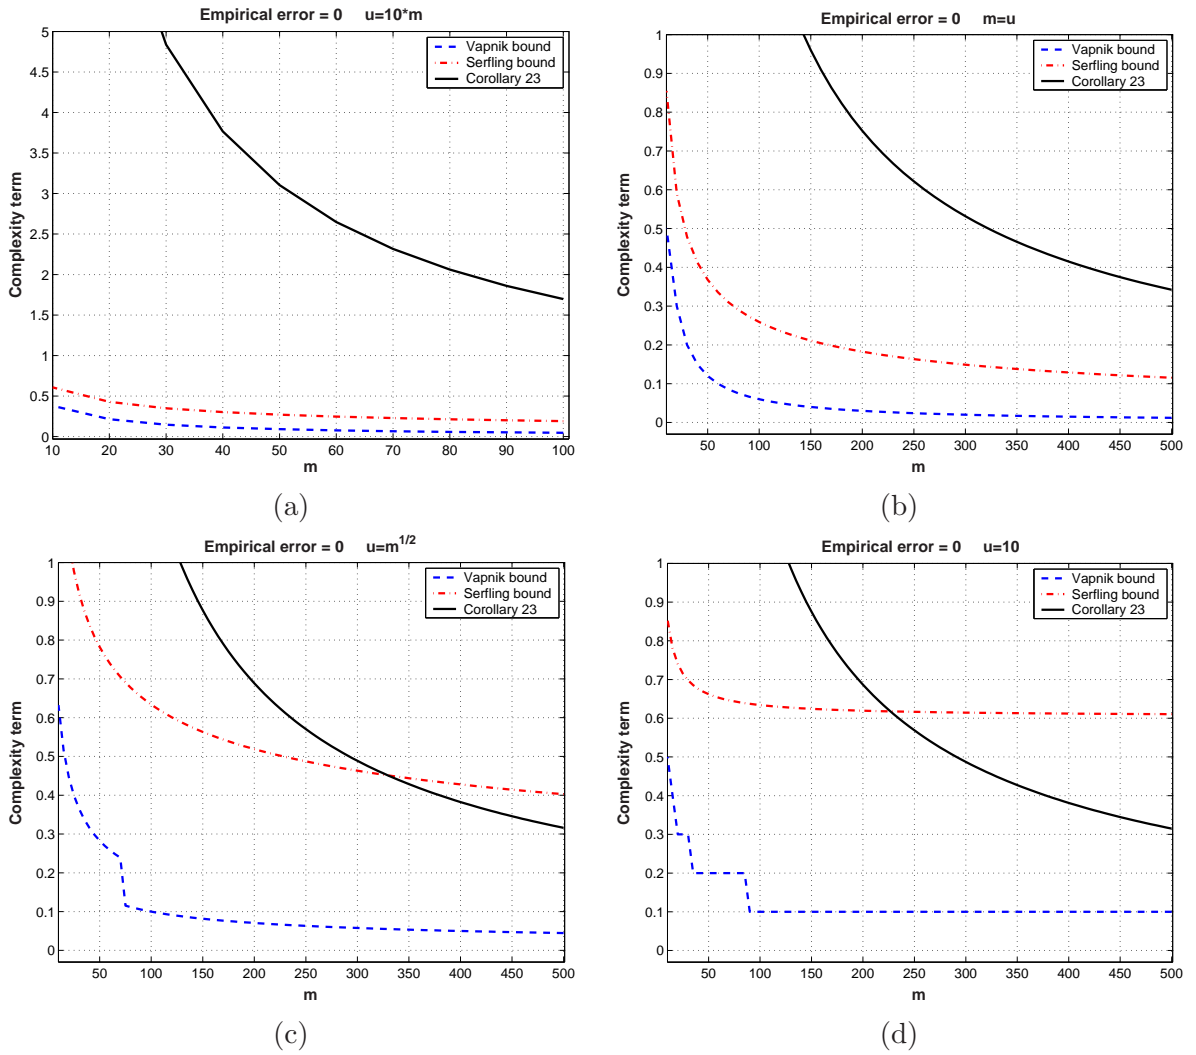 Empirical error = 0 u=10*m
Vapnik bound
Serfling bound
Corollary 23
Complexity term
5
4.5
4
3.5
3
2.5
2
1.5
1
0.5
0
10 20 30 40 50 60 70 80 90 100
m
(a)
Empirical error = 0 m=u
Vapnik bound
Serfling bound
Corollary 23
Complexity term
1
0.9
0.8
0.7
0.6
0.5
0.4
0.3
0.2
0.1
0
50 100 150 200 250 300 350 400 450 500
m
(b)
Empirical error = 0 u=m^1/2
Vapnik bound
Serfling bound
Corollary 23
Complexity term
1
0.9
0.8
0.7
0.6
0.5
0.4
0.3
0.2
0.1
0
50 100 150 200 250 300 350 400 450 500
m
(c)
Empirical error = 0 u=10
Vapnik bound
Serfling bound
Corollary 23
Complexity term
1
0.9
0.8
0.7
0.6
0.5
0.4
0.3
0.2
0.1
0
50 100 150 200 250 300 350 400 450 500
m
(d)